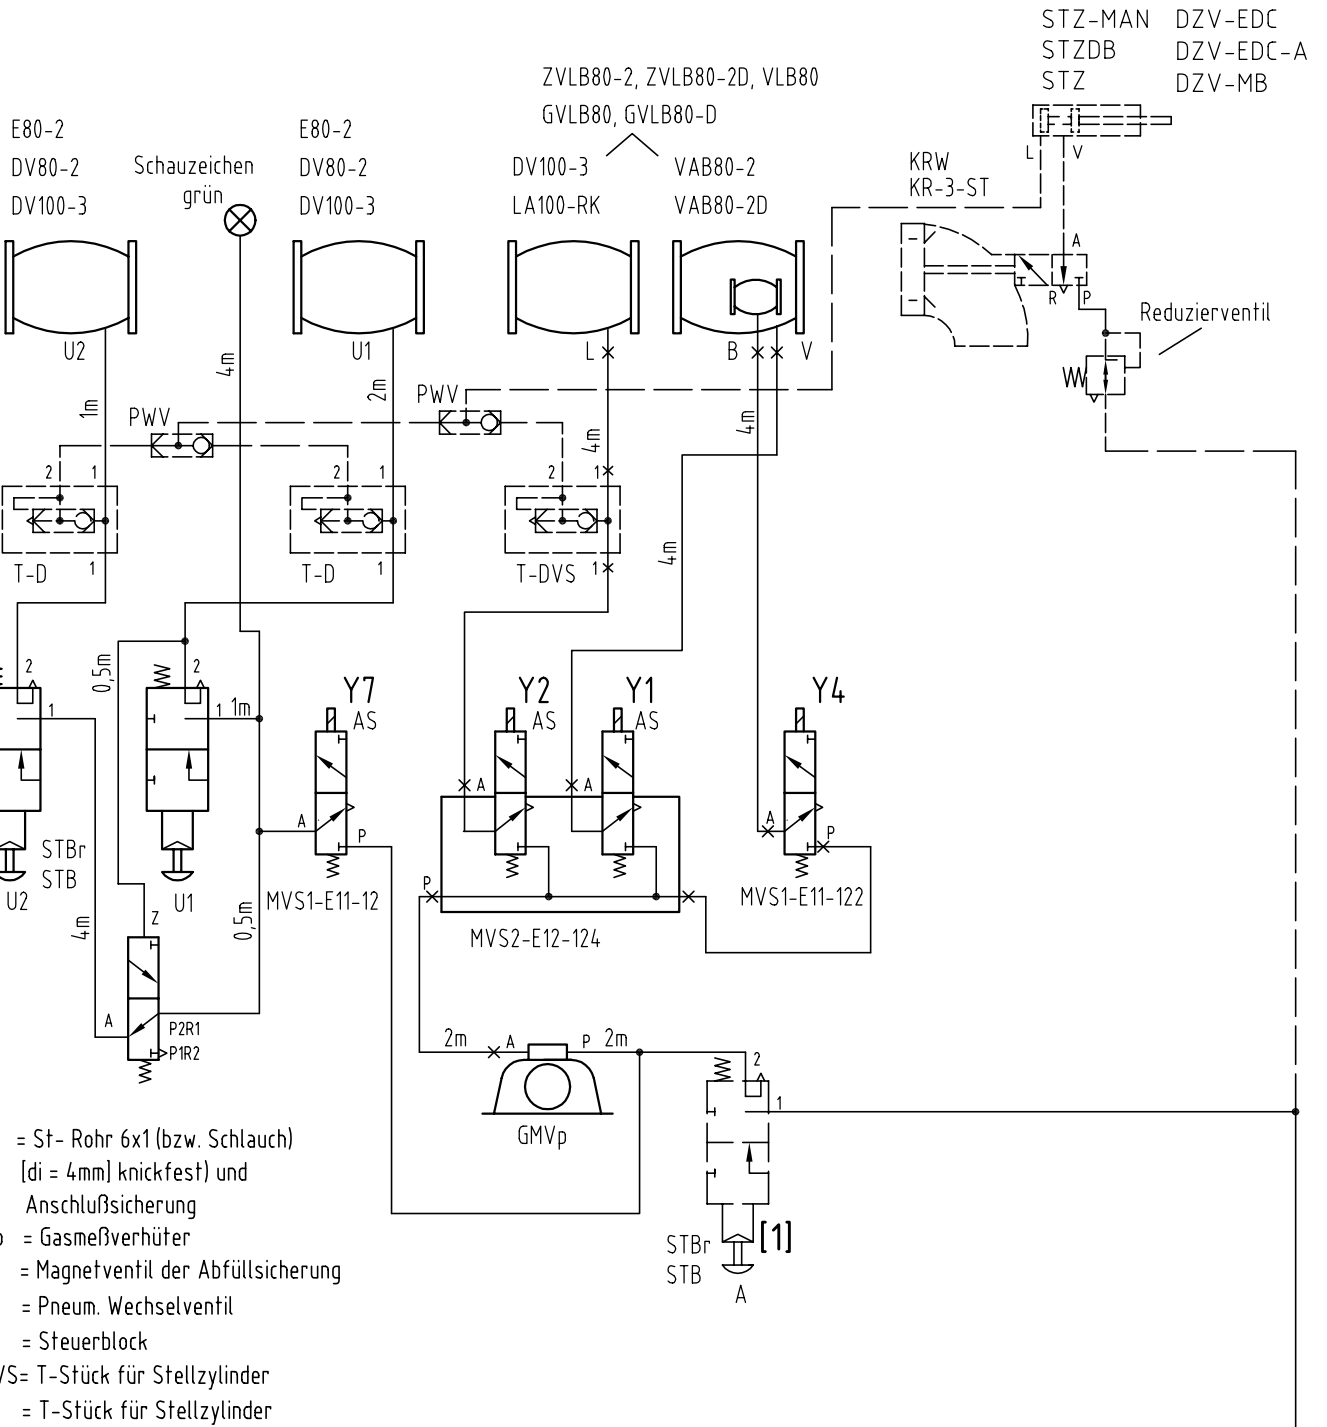 STZ-MAN DZV-EDC
STZDB DZV-EDC-A
STZ DZV-MB
ZVLB80-2, ZVLB80-2D, VLB80
GVLB80, GVLB80-D
E80-2
DV80-2
DV100-3
Schauzeichen
grün
E80-2
DV80-2
DV100-3
DV100-3
LA100-RK
VAB80-2
VAB80-2D
KRW
KR-3-ST
L V
A
R P
Reduzierventil
U2
U1
L
B
V
4m
1m
2m
4m
4m
PWV
PWV
2 1
2 1
2 1
T-D 1
T-D 1
T-DVS 1
4m
0,5m
2
1
2
1
1m
Y7
AS
Y2
AS
Y1
AS
Y4
A
P
A
A
A
P
P
STBr
STB
U2
U1
MVS1-E11-12
MVS1-E11-122
MVS2-E12-124
4m
0,5m
Z
A
P2R1
P1R2
2m
A
P
2m
GMVp
2
1
STBr
STB
[1]
A
= St- Rohr 6x1 (bzw. Schlauch)
[di = 4mm] knickfest) und
Anschlußsicherung
= Gasmeßverhüter
= Magnetventil der Abfüllsicherung
= Pneum. Wechselventil
= Steuerblock
VS= T-Stück für Stellzylinder
= T-Stück für Stellzylinder